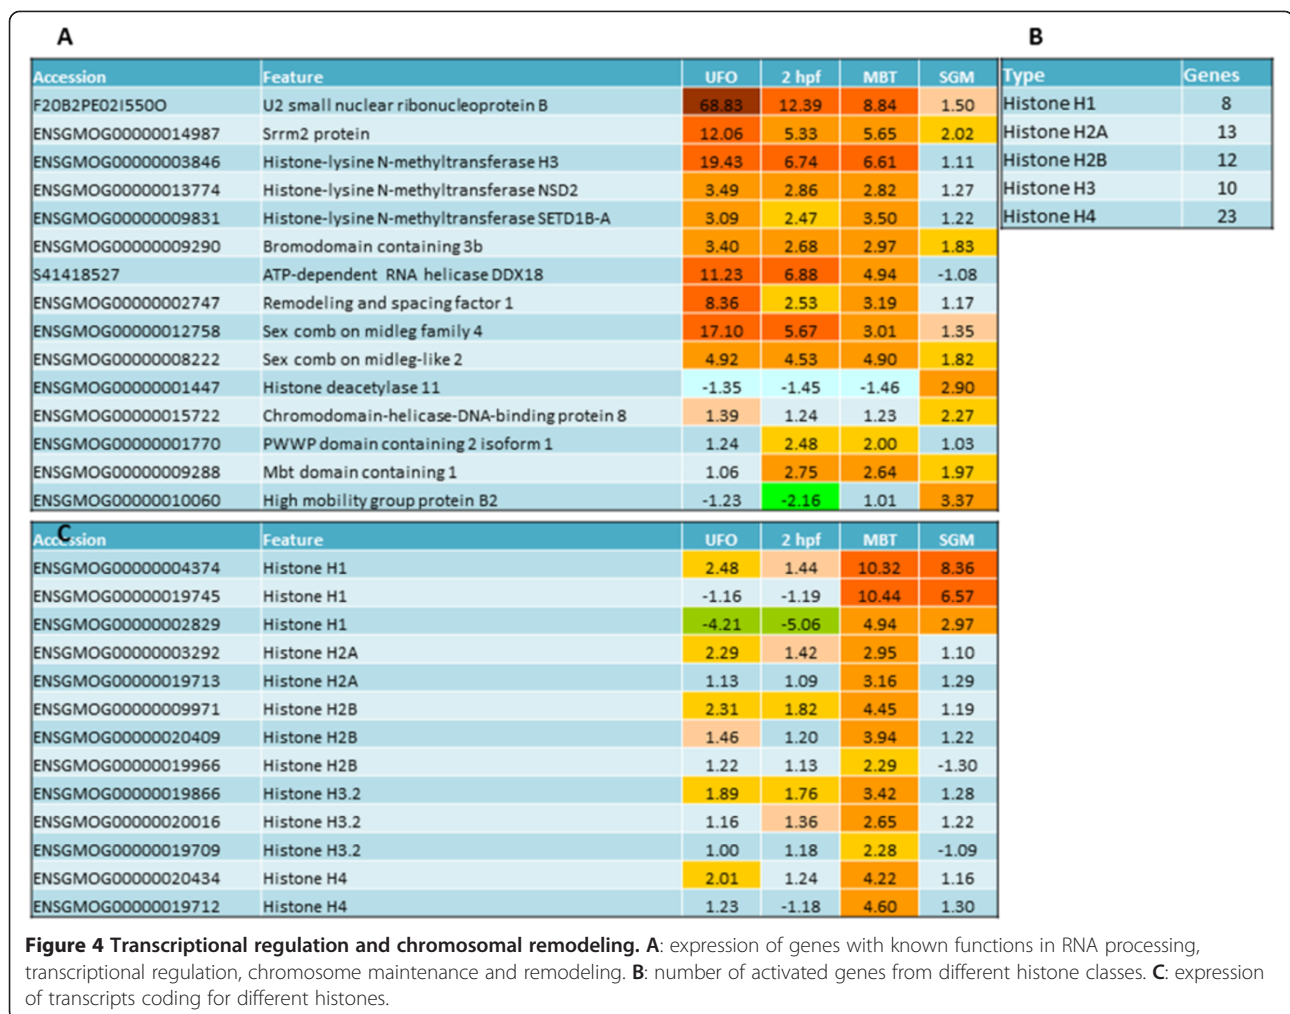 A
B
Accession Feature UFO 2 hpf MBT SGM
F20B2PE02I550O U2 small nuclear ribonucleoprotein B 68.83 12.39 8.84 1.50
ENSGMOG00000014987 Srrm2 protein 12.06 5.33 5.65 2.02
ENSGMOG00000003846 Histone-lysine N-methyltransferase H3 19.43 6.74 6.61 1.11
ENSGMOG00000013774 Histone-lysine N-methyltransferase NSD2 3.49 2.86 2.82 1.27
ENSGMOG00000009831 Histone-lysine N-methyltransferase SETD1B-A 3.09 2.47 3.50 1.22
ENSGMOG00000009290 Bromodomain containing 3b 3.40 2.68 2.97 1.83
S41418527 ATP-dependent RNA helicase DDX18 11.23 6.88 4.94 -1.08
ENSGMOG00000002747 Remodeling and spacing factor 1 8.36 2.53 3.19 1.17
ENSGMOG00000012758 Sex comb on midleg family 4 17.10 5.67 3.01 1.35
ENSGMOG00000008222 Sex comb on midleg-like 2 4.92 4.53 4.90 1.82
ENSGMOG00000001447 Histone deacetylase 11 -1.35 -1.45 -1.46 2.90
ENSGMOG00000015722 Chromodomain-helicase-DNA-binding protein 8 1.39 1.24 1.23 2.27
ENSGMOG00000001770 PWWP domain containing 2 isoform 1 1.24 2.48 2.00 1.03
ENSGMOG00000009288 Mbt domain containing 1 1.06 2.75 2.64 1.97
ENSGMOG00000010060 High mobility group protein B2 -1.23 -2.16 1.01 3.37
Type Genes
Histone H1 8
Histone H2A 13
Histone H2B 12
Histone H3 10
Histone H4 23
C
Accession Feature UFO 2 hpf MBT SGM
ENSGMOG00000004374 Histone H1 2.48 1.44 10.32 8.36
ENSGMOG00000019745 Histone H1 -1.16 -1.19 10.44 6.57
ENSGMOG00000002829 Histone H1 -4.21 -5.06 4.94 2.97
ENSGMOG00000003292 Histone H2A 2.29 1.42 2.95 1.10
ENSGMOG00000019713 Histone H2A 1.13 1.09 3.16 1.29
ENSGMOG00000009971 Histone H2B 2.31 1.82 4.45 1.19
ENSGMOG00000020409 Histone H2B 1.46 1.20 3.94 1.22
ENSGMOG00000019966 Histone H2B 1.22 1.13 2.29 -1.30
ENSGMOG00000019866 Histone H3.2 1.89 1.76 3.42 1.28
ENSGMOG00000020016 Histone H3.2 1.16 1.36 2.65 1.22
ENSGMOG00000019709 Histone H3.2 1.00 1.18 2.28 -1.09
ENSGMOG00000020434 Histone H4 2.01 1.24 4.22 1.16
ENSGMOG00000019712 Histone H4 1.23 -1.18 4.60 1.30
Figure 4 Transcriptional regulation and chromosomal remodeling. A: expression of genes with known functions in RNA processing,
transcriptional regulation, chromosome maintenance and remodeling. B: number of activated genes from different histone classes. C: expression
of transcripts coding for different histones.